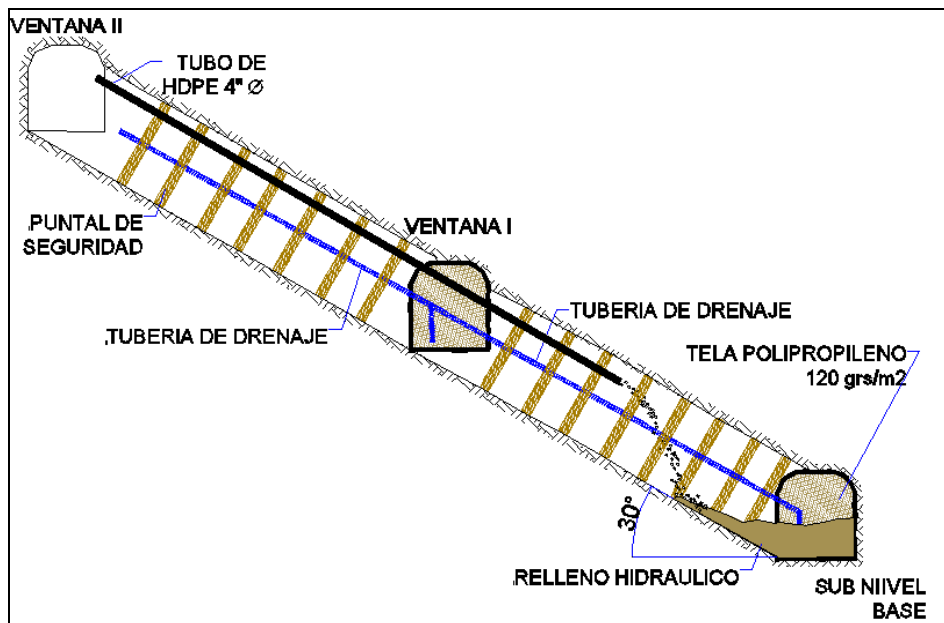 VENTANA II
TUBO DE
HDPE 4" Ø
PUNTAL DE
SEGURIDAD
VENTANA I
TUBERIA DE DRENAJE
TUBERIA DE DRENAJE
TELA POLIPROPILENO
120 grs/m2
30°
RELLENO HIDRAULICO
SUB NIIVEL
BASE